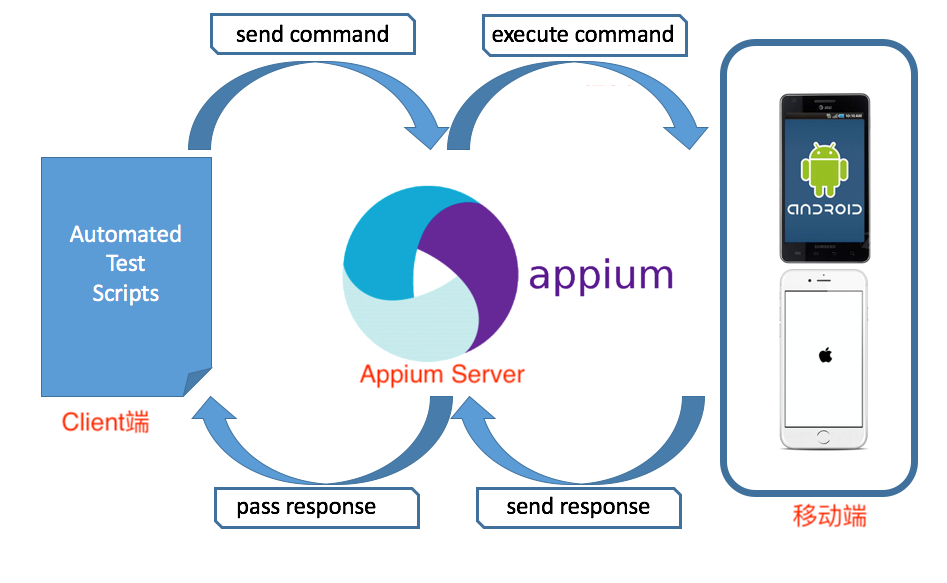 send command
execute command
Automated
Test
Scripts
appium
Appium Server
Client端
ANDROID
移动端
pass response
send response